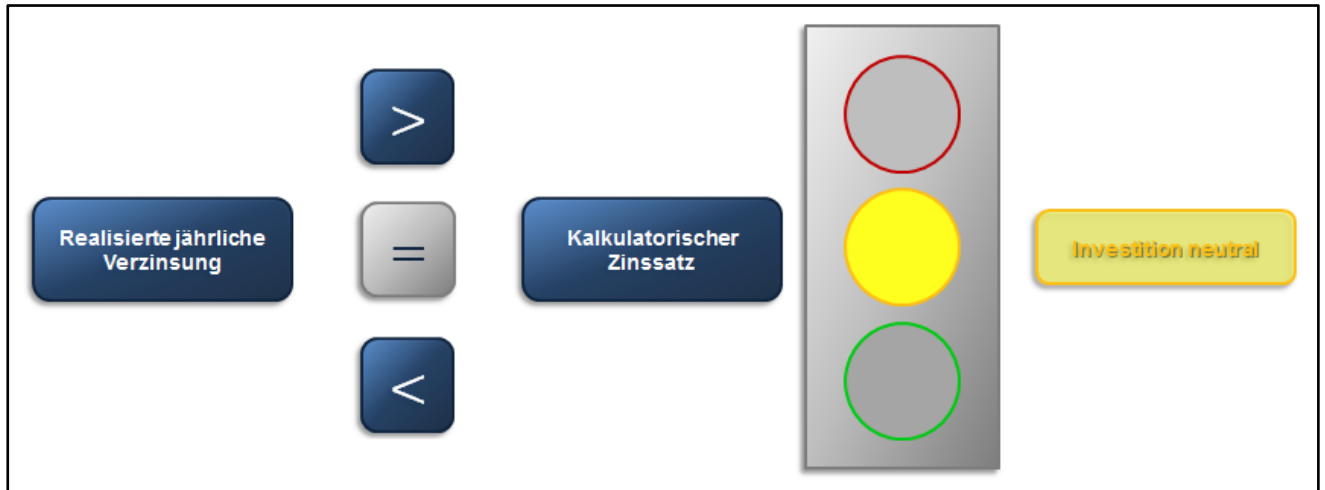 >
Realisierte jährliche
Verzinsung
=
Kalkulatorischer
Zinssatz
Investition neutral
<